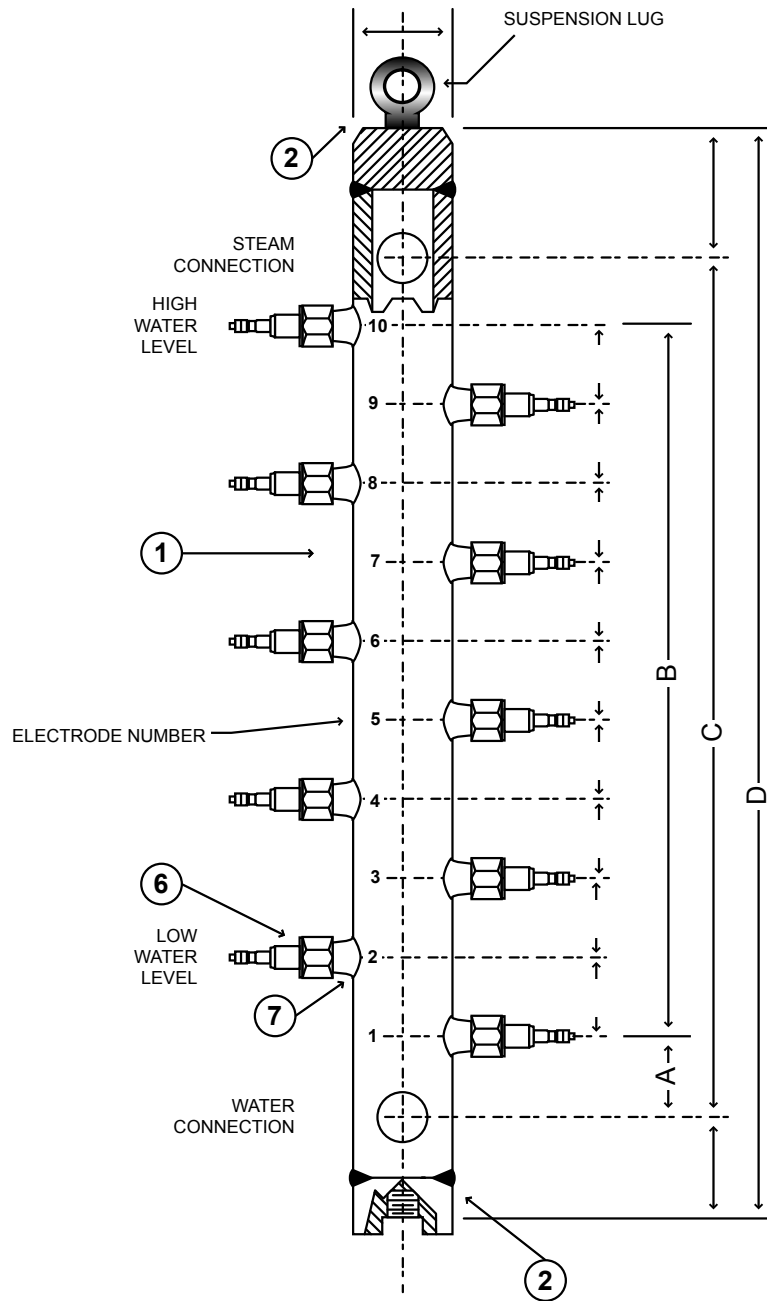 SUSPENSION LUG
2
STEAM
CONNECTION
HIGH
WATER
LEVEL
10
9
8
1
7
6
B
C
5
ELECTRODE NUMBER
D
4
3
6
LOW
WATER
LEVEL
2
7
1
A
WATER
CONNECTION
2